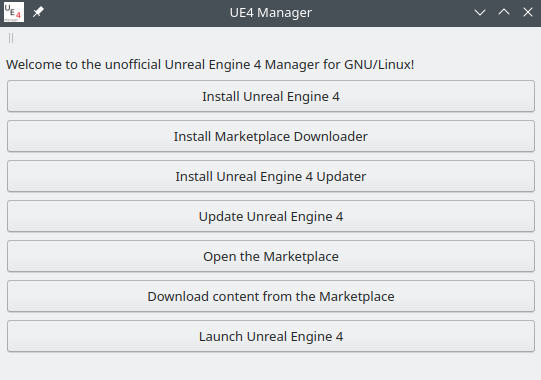 UE4 Manager
UE4
Welcome to the unofficial Unreal Engine 4 Manager for GNU/Linux!
Install Unreal Engine 4
Install Marketplace Downloader
Install Unreal Engine 4 Updater
Update Unreal Engine 4
Open the Marketplace
Download content from the Marketplace
Launch Unreal Engine 4